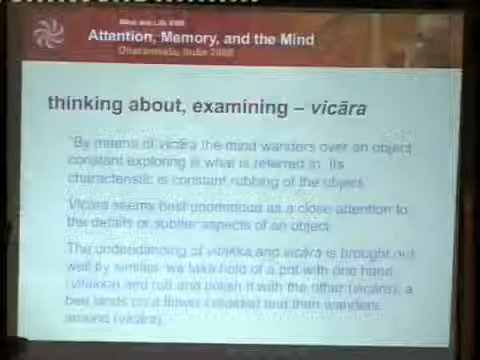 Mind and Life XVIII
Attention, Memory, and the Mind
Dharamsala, India 2009
thinking about, examining – vicāra
"By means of vicāra the mind wanders over an object
constant exploring is what is referred in. Its
characteristic is constant rubbing of the object
Vicāra seems best understood as a close attention to
the details or subtler aspects of an object.
The understanding of vitakka and vicāra is brought out
well by similes: we take hold of a pot with one hand
(vitakka) and rub and polish it with the other (vicāra); a
bee lands on a flower (vitakka) and then wanders
around (vicāra).